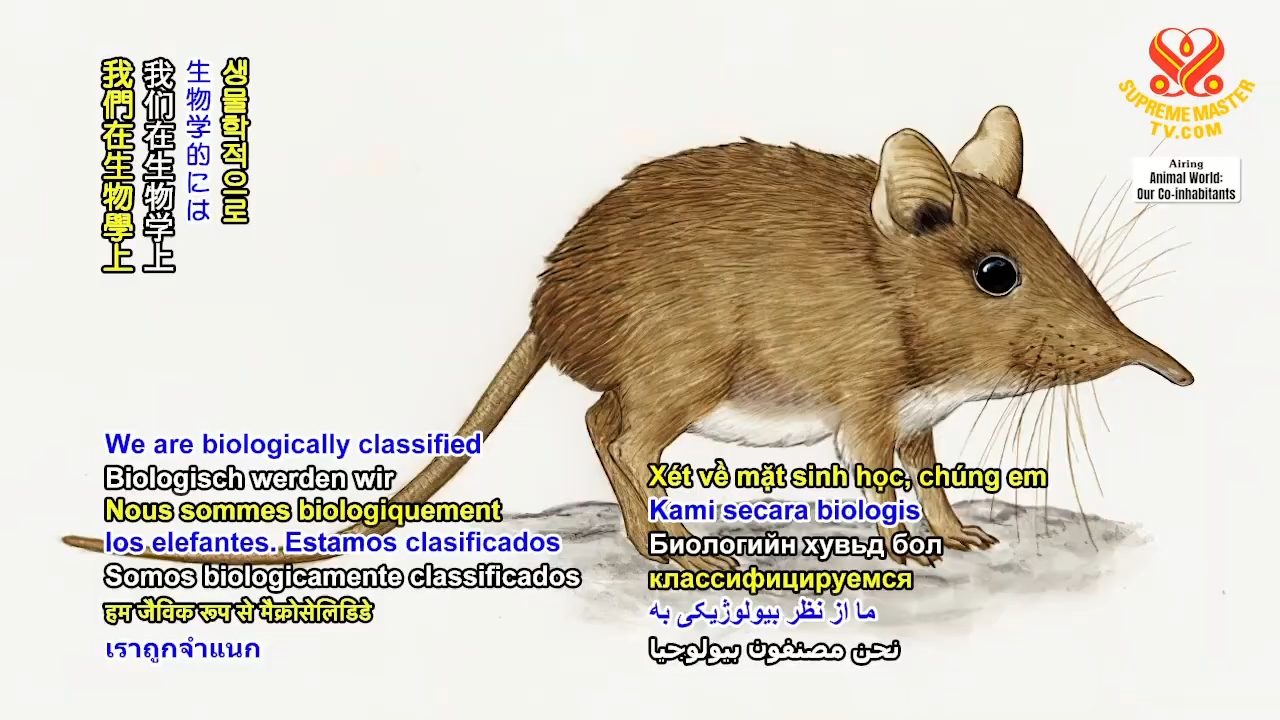 我們在生物學上
我们在生物学上
生物学的には
생물학적으로
SUPREME MASTER
TV.COM
Airing
Animal World:
Our Co-inhabitants
We are biologically classified
Biologisch werden wir
Nous sommes biologiquement
los elefantes. Estamos clasificados
Somos biologicamente classificados
हम जैविक रूप से मैक्रोसेलिडिडे
เราถูกจำแนก
Xét về mặt sinh học, chúng em
Kami secara biologis
Биологийн хувьд бол
классифицируемся
ما از نظر بیولوژیکی به
نحن مصنفون بيولوجيا